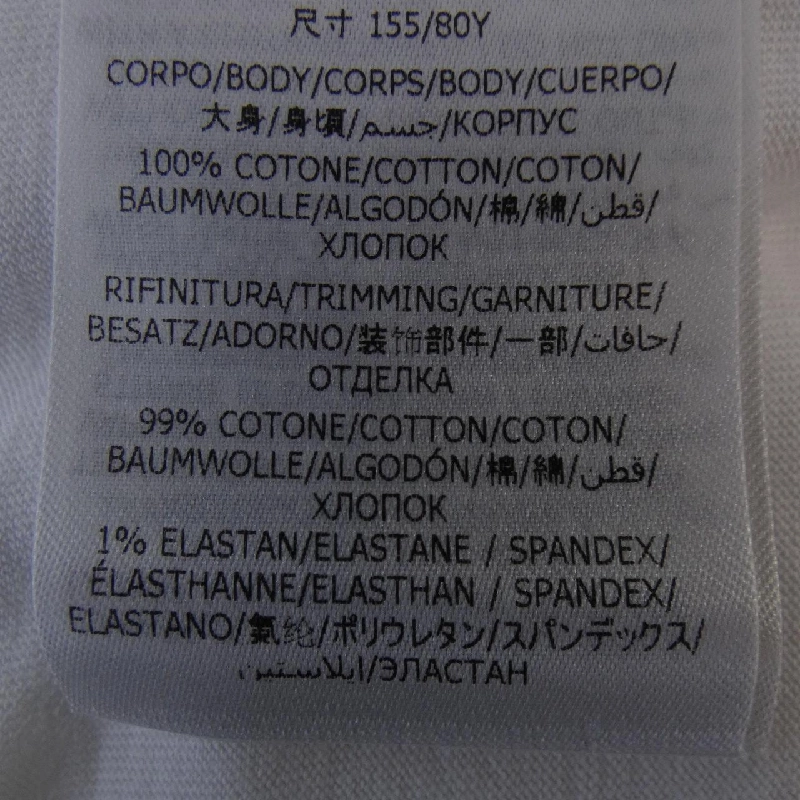 尺寸 155/80Y
CORPO/BODY/CORPS/BODY/CUERPO/
大身/身頃/جسم/КОРПУС
100% COTONE/COTTON/COTON/
BAUMWOLLE/ALGODÓN/棉/綿/قطن/
ХЛОПОК
RIFINITURA/TRIMMING/GARNITURE/
BESATZ/ADORNO/装饰部件/一部/حافات/
ОТДЕЛКА
99% COTONE/COTTON/COTON/
BAUMWOLLE/ALGODÓN/棉/綿/قطن/
ХЛОПОК
1% ELASTAN/ELASTANE / SPANDEX/
ÉLASTHANNE/ELASTHAN / SPANDEX/
ELASTANO/氨纶/ポリウレタン/スパンデックス/
ايلاستين/ЭЛАСТАН